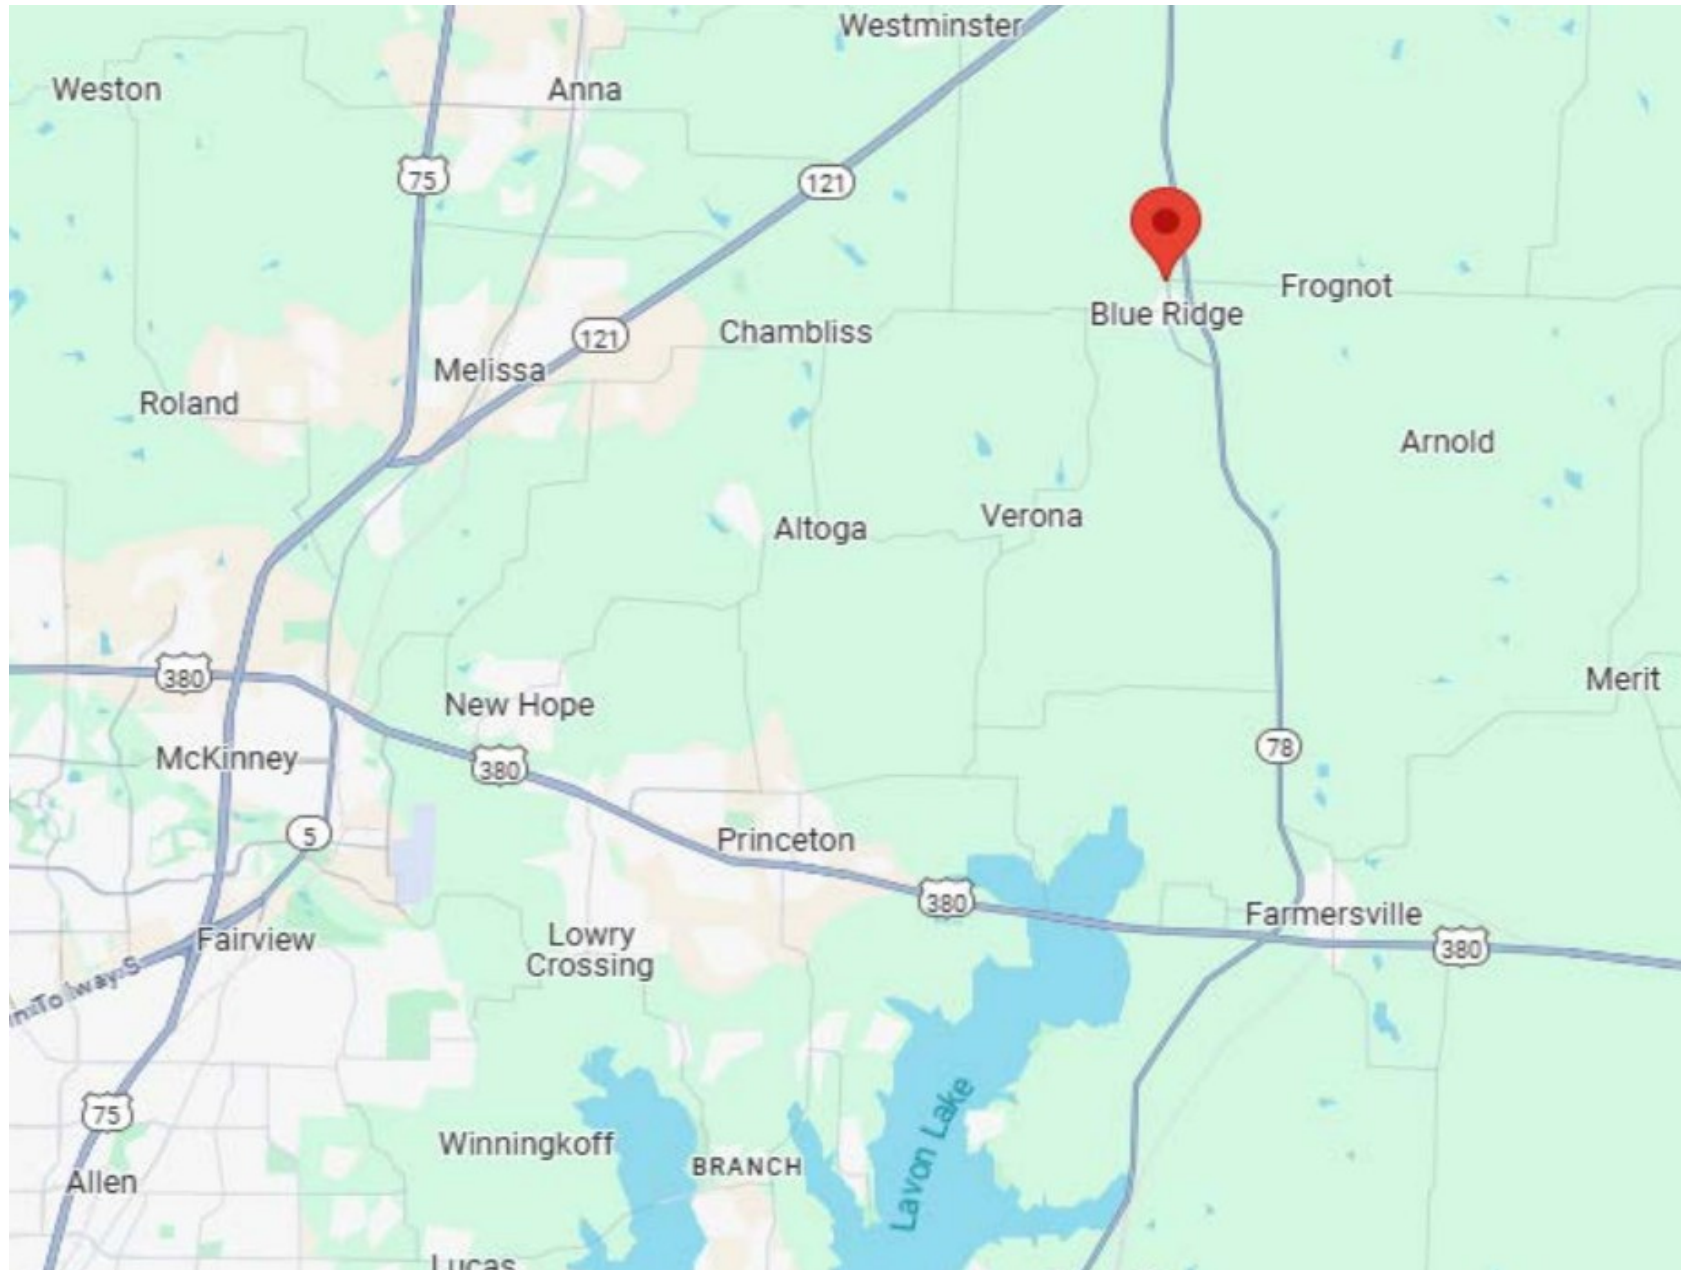 Westminster
Weston
Anna
75
121
Frognot
Blue Ridge
Chambliss
121
Melissa
Roland
Arnold
Verona
Altoga
380
Merit
New Hope
78
McKinney
380
5
Princeton
380
Farmersville
Fairview
380
Lowry
Crossing
75
Lavon Lake
Winningkoff
BRANCH
Allen
Lucas